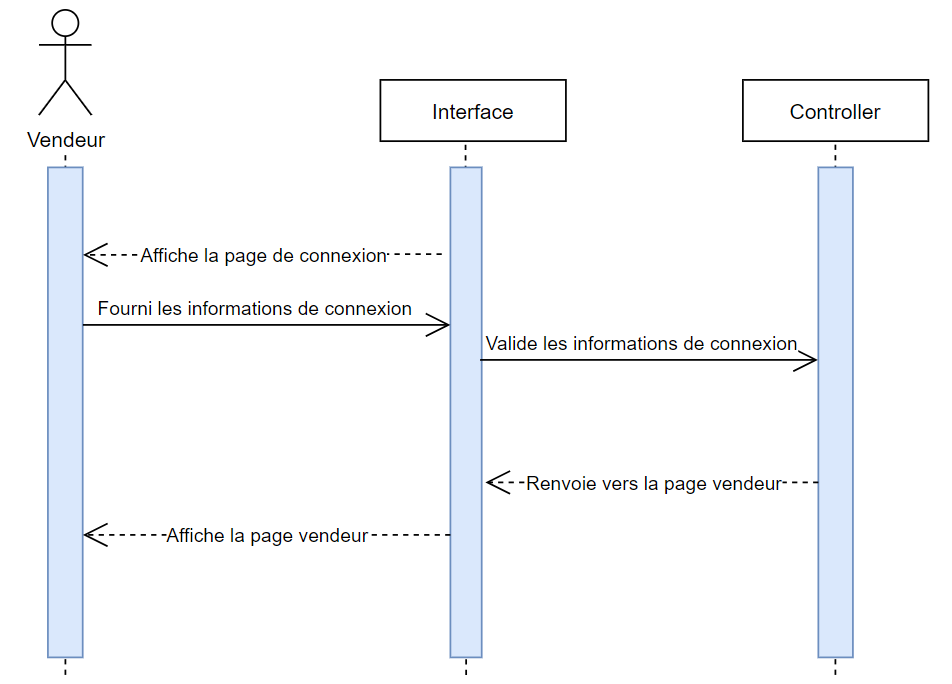 Vendeur
Interface
Controller
Affiche la page de connexion
Fourni les informations de connexion
Valide les informations de connexion
Renvoie vers la page vendeur
Affiche la page vendeur